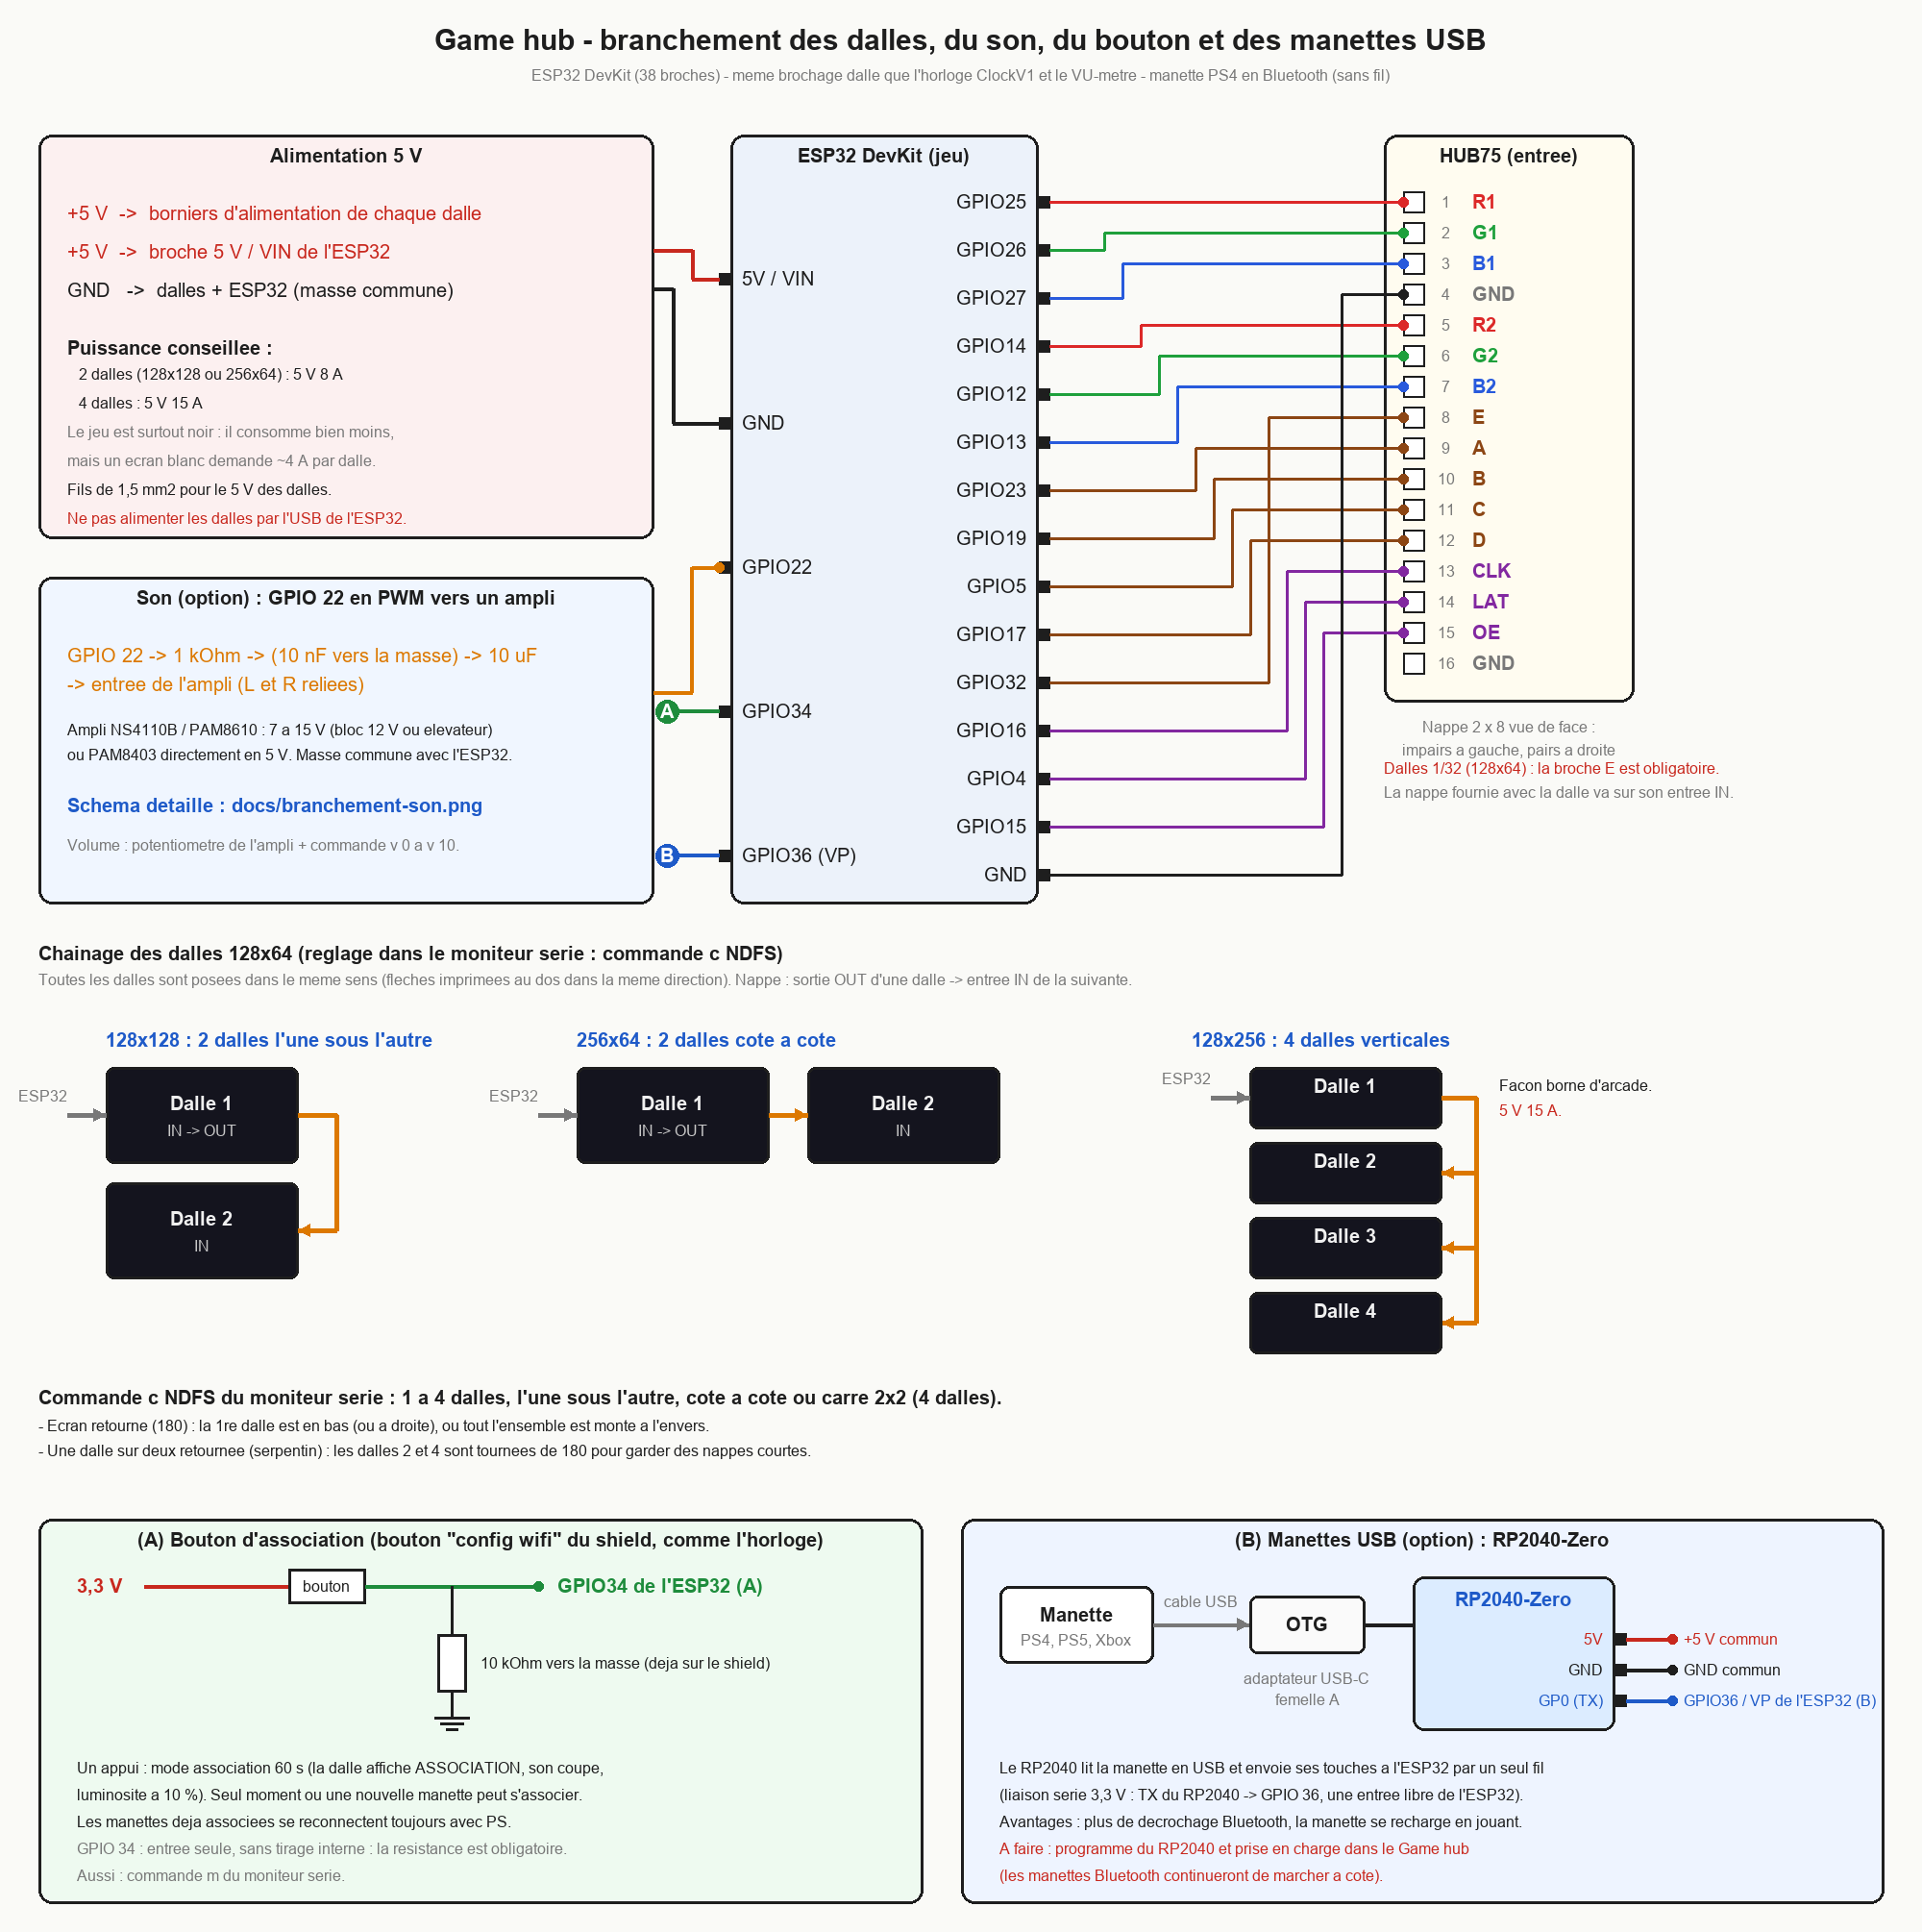 Game hub - branchement des dalles, du son, du bouton et des manettes USB
ESP32 DevKit (38 broches) - meme brochage dalle que l'horloge ClockV1 et le VU-metre - manette PS4 en Bluetooth (sans fil)
Alimentation 5 V
+5 V -> borniers d'alimentation de chaque dalle
+5 V -> broche 5 V / VIN de l'ESP32
GND -> dalles + ESP32 (masse commune)
Puissance conseillee :
2 dalles (128x128 ou 256x64) : 5 V 8 A
4 dalles : 5 V 15 A
Le jeu est surtout noir : il consomme bien moins,
mais un ecran blanc demande ~4 A par dalle.
Fils de 1,5 mm2 pour le 5 V des dalles.
Ne pas alimenter les dalles par l'USB de l'ESP32.
Son (option) : GPIO 22 en PWM vers un ampli
GPIO 22 -> 1 kOhm -> (10 nF vers la masse) -> 10 uF
-> entree de l'ampli (L et R reliees)
Ampli NS4110B / PAM8610 : 7 a 15 V (bloc 12 V ou elevateur)
ou PAM8403 directement en 5 V. Masse commune avec l'ESP32.
Schema detaille : docs/branchement-son.png
Volume : potentiometre de l'ampli + commande v 0 a v 10.
ESP32 DevKit (jeu)
5V / VIN
GND
GPIO22
A
GPIO34
B
GPIO36 (VP)
GPIO25
GPIO26
GPIO27
GPIO14
GPIO12
GPIO13
GPIO23
GPIO19
GPIO5
GPIO17
GPIO32
GPIO16
GPIO4
GPIO15
GND
HUB75 (entree)
1 R1
2 G1
3 B1
4 GND
5 R2
6 G2
7 B2
8 E
9 A
10 B
11 C
12 D
13 CLK
14 LAT
15 OE
16 GND
Nappe 2 x 8 vue de face :
impairs a gauche, pairs a droite
Dalles 1/32 (128x64) : la broche E est obligatoire.
La nappe fournie avec la dalle va sur son entree IN.
Chainage des dalles 128x64 (reglage dans le moniteur serie : commande c NDFS)
Toutes les dalles sont posees dans le meme sens (fleches imprimees au dos dans la meme direction). Nappe : sortie OUT d'une dalle -> entree IN de la suivante.
128x128 : 2 dalles l'une sous l'autre
ESP32
Dalle 1
IN -> OUT
Dalle 2
IN
256x64 : 2 dalles cote a cote
ESP32
Dalle 1
IN -> OUT
Dalle 2
IN
128x256 : 4 dalles verticales
ESP32
Dalle 1
Dalle 2
Dalle 3
Dalle 4
Facon borne d'arcade.
5 V 15 A.
Commande c NDFS du moniteur serie : 1 a 4 dalles, l'une sous l'autre, cote a cote ou carre 2x2 (4 dalles).
- Ecran retourne (180) : la 1re dalle est en bas (ou a droite), ou tout l'ensemble est monte a l'envers.
- Une dalle sur deux retournee (serpentin) : les dalles 2 et 4 sont tournees de 180 pour garder des nappes courtes.
(A) Bouton d'association (bouton "config wifi" du shield, comme l'horloge)
3,3 V
bouton
GPIO34 de l'ESP32 (A)
10 kOhm vers la masse (deja sur le shield)
Un appui : mode association 60 s (la dalle affiche ASSOCIATION, son coupe,
luminosite a 10 %). Seul moment ou une nouvelle manette peut s'associer.
Les manettes deja associees se reconnectent toujours avec PS.
GPIO 34 : entree seule, sans tirage interne : la resistance est obligatoire.
Aussi : commande m du moniteur serie.
(B) Manettes USB (option) : RP2040-Zero
Manette
PS4, PS5, Xbox
cable USB
OTG
adaptateur USB-C
femelle A
RP2040-Zero
5V
GND
GP0 (TX)
+5 V commun
GND commun
GPIO36 / VP de l'ESP32 (B)
Le RP2040 lit la manette en USB et envoie ses touches a l'ESP32 par un seul fil
(liaison serie 3,3 V : TX du RP2040 -> GPIO 36, une entree libre de l'ESP32).
Avantages : plus de decrochage Bluetooth, la manette se recharge en jouant.
A faire : programme du RP2040 et prise en charge dans le Game hub
(les manettes Bluetooth continueront de marcher a cote).